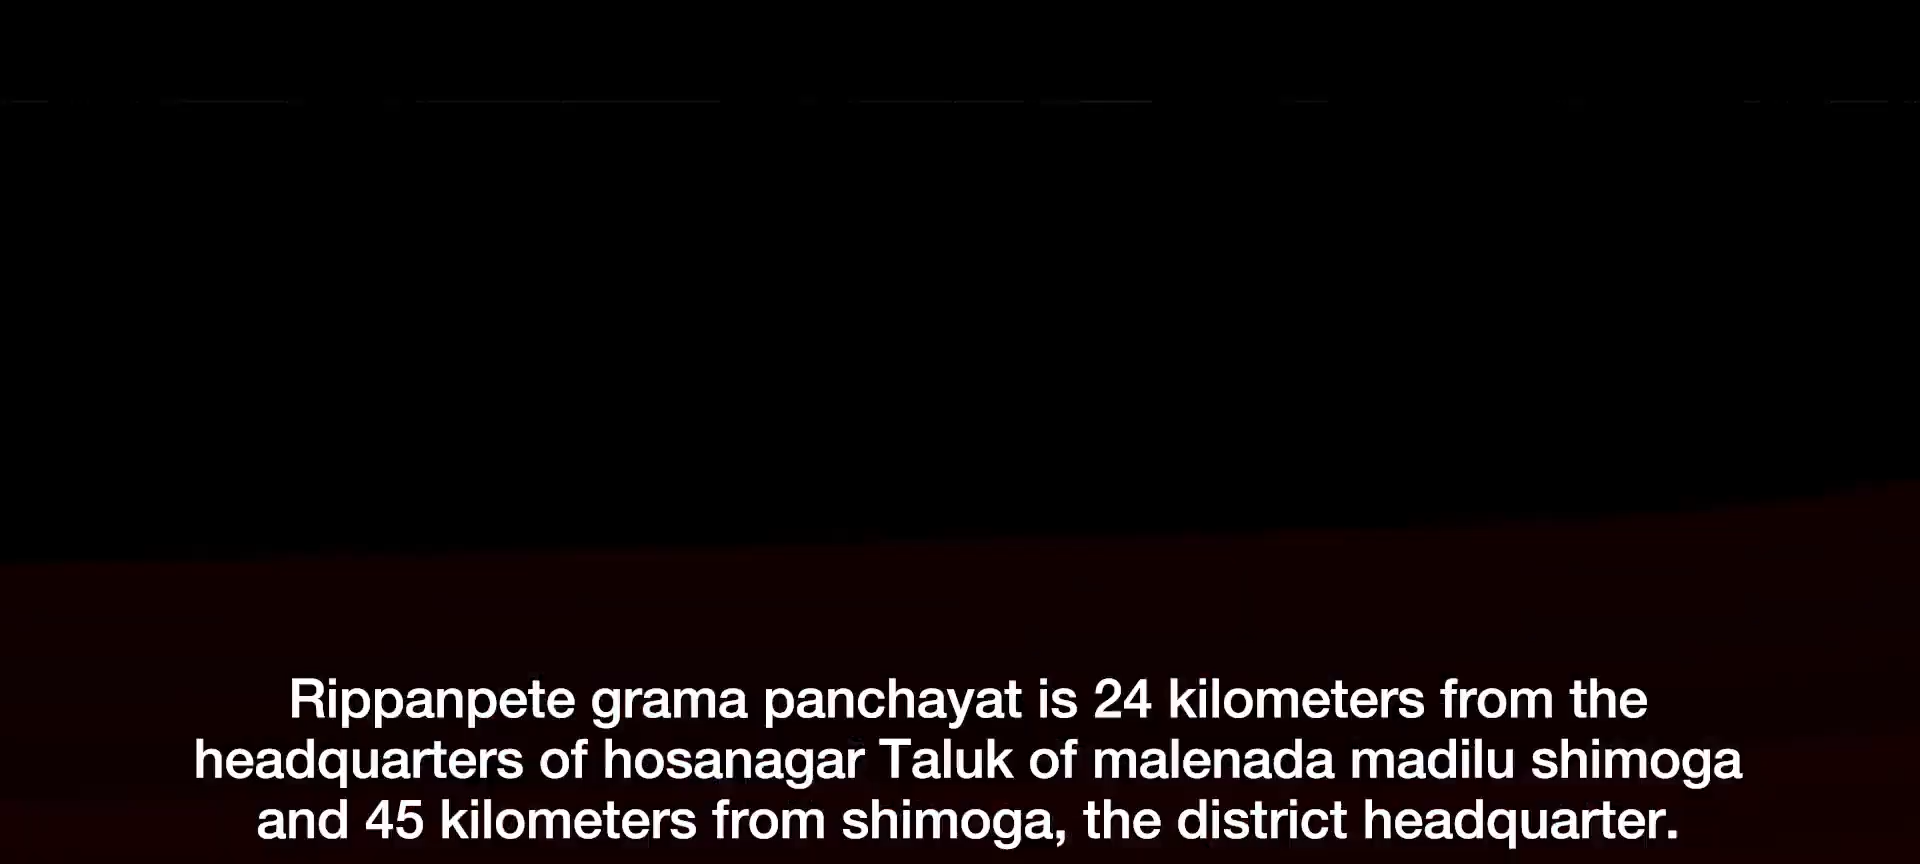 Rippanpete grama panchayat is 24 kilometers from the
headquarters of hosanagar Taluk of malenada madilu shimoga
and 45 kilometers from shimoga, the district headquarter.